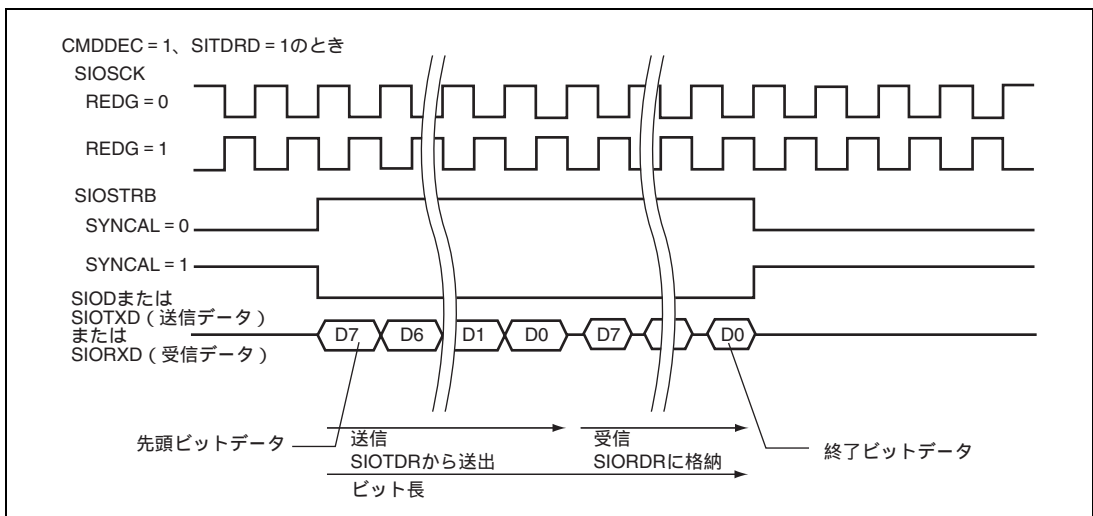 CMDDEC = 1、SITDRD = 1のとき
SIOSCK
REDG = 0
REDG = 1
SIOSTRB
SYNCAL = 0
SYNCAL = 1
SIODまたは
SIOTXD（送信データ）
または
SIORXD（受信データ）
D7 D6 D1 D0 D7 D0
先頭ビットデータ
送信
SIOTDRから送出
ビット長
受信
SIORDRに格納
終了ビットデータ